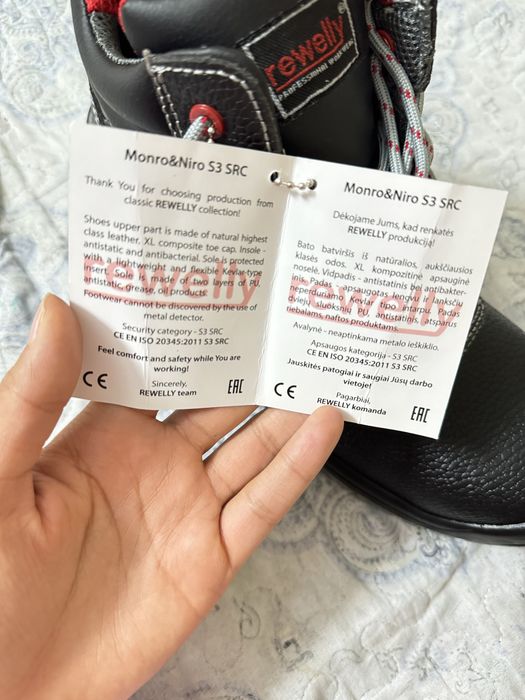 rewelly
PROFESSIONAL WORKWEAR
Monro&Niro S3 SRC
Thank You for choosing production from
classic REWELLY collection!
Shoes upper part is made of natural highest
class leather. XL composite toe cap. Insole -
antistatic and antibacterial. Sole is protected
with lightweight and flexible Kevlar-type
insert. Sole is made of two layers of PU,
antistatic, grease, oil products.
Footwear cannot be discovered by the use of
metal detector.
Security category - S3 SRC
CE EN ISO 20345:2011 S3 SRC
Feel comfort and safety while You are
working!
Sincerely,
REWELLY team
CE EAC
rewelly
Monro&Niro S3 SRC
Dėkojame Jums, kad renkatės
REWELLY produkciją!
Bato batviršis iš natūralios, aukščiausios
klasės odos. XL kompozitinė apsauginė
noselė. Vidpadis - antistatinis bei antibakter-
inis. Padas apsaugotas lengvu ir lanksčiu
neperduriamu Kevlar tipo intarpu. Padas
dviejų sluoksnių PU, antistatinis, atsparus
riebalams, naftos produktams.
Avalynė - neaptinkama metalo ieškiklio.
Apsaugos kategorija - S3 SRC
CE EN ISO 20345:2011 S3 SRC
Jauskitės patogiai ir saugiai Jūsų darbo
vietoje!
Pagarbiai,
REWELLY komanda
CE EAC
rewelly